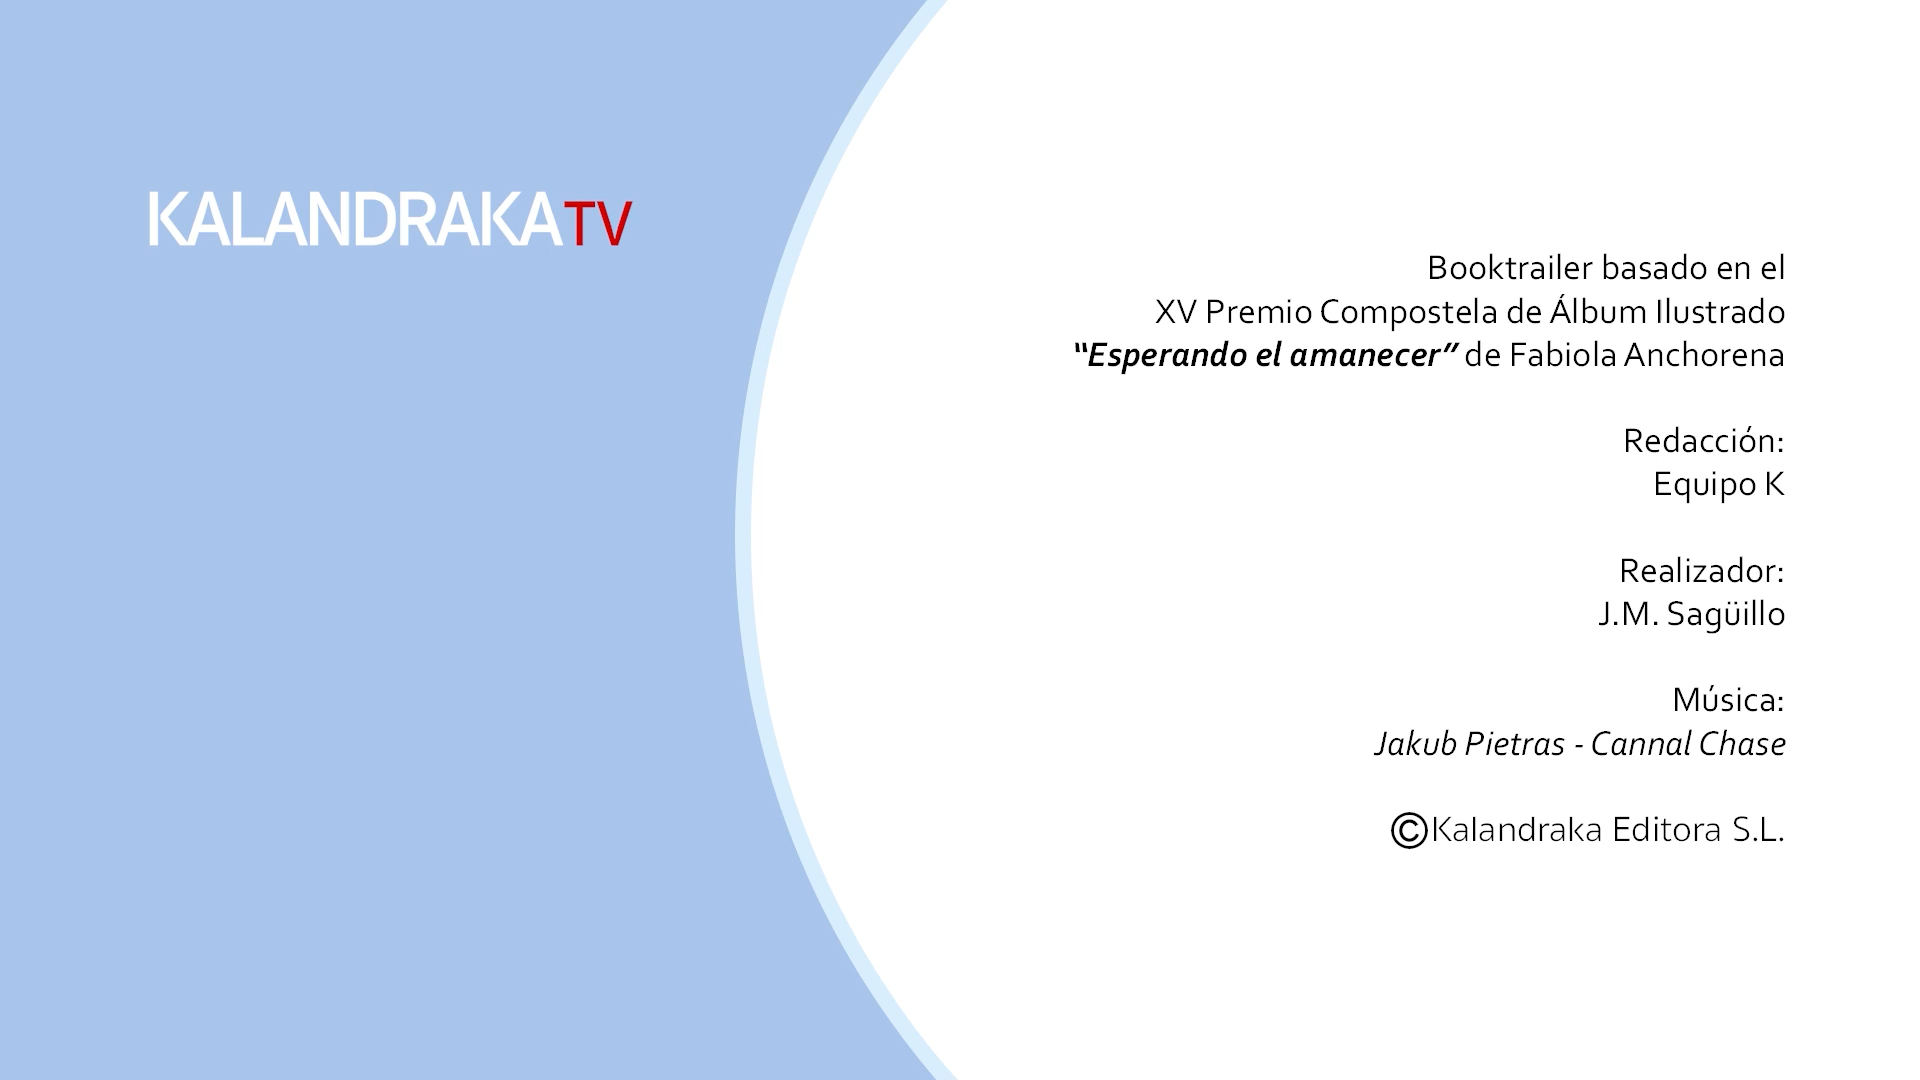 KALANDRAKATV
Booktrailer basado en el
XV Premio Compostela de Álbum Ilustrado
“Esperando el amanecer” de Fabiola Anchorena
Redacción:
Equipo K
Realizador:
J.M. Sagüillo
Música:
Jakub Pietras - Cannal Chase
©Kalandraka Editora S.L.